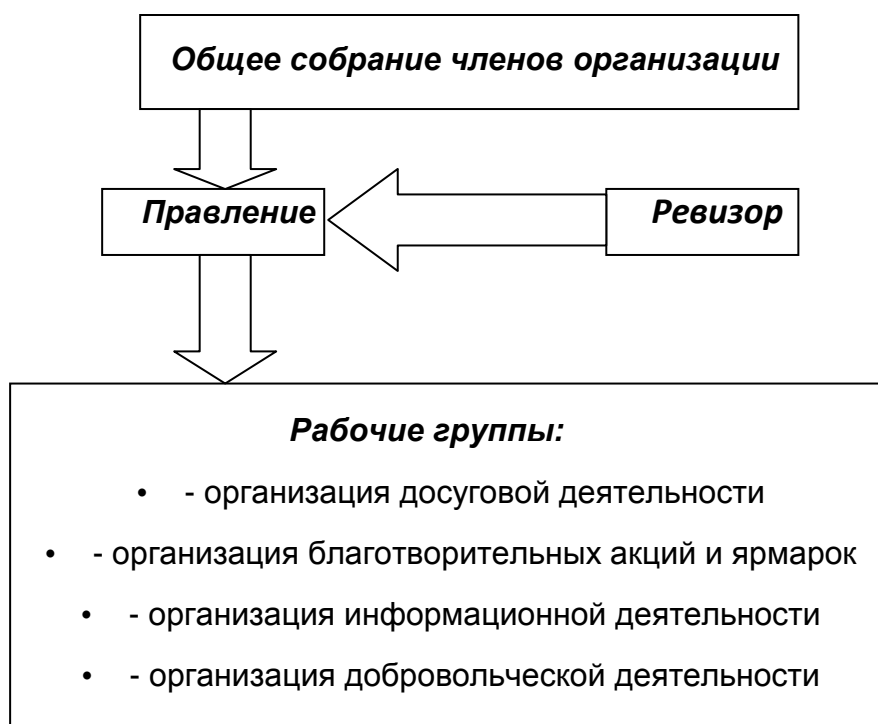 Общее собрание членов организации
Правление
Ревизор
Рабочие группы:
• - организация досуговой деятельности
• - организация благотворительных акций и ярмарок
• - организация информационной деятельности
• - организация добровольческой деятельности